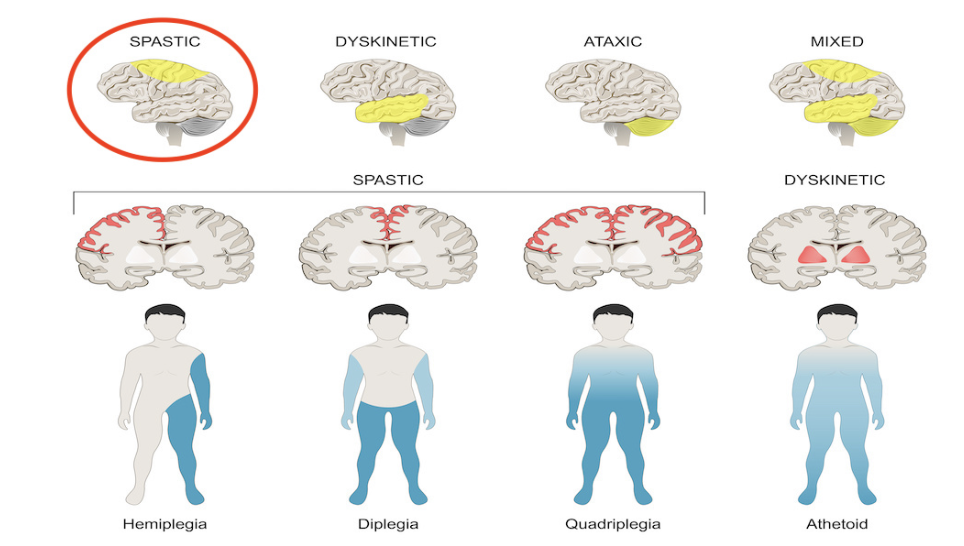 SPASTIC DYSKINETIC ATAXIC MIXED
SPASTIC DYSKINETIC
Hemiplegia Diplegia Quadriplegia Athetoid